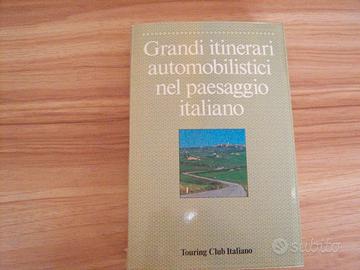 Grandi itinerari
automobilistici
nel paesaggio
italiano
Touring Club Italiano
subito